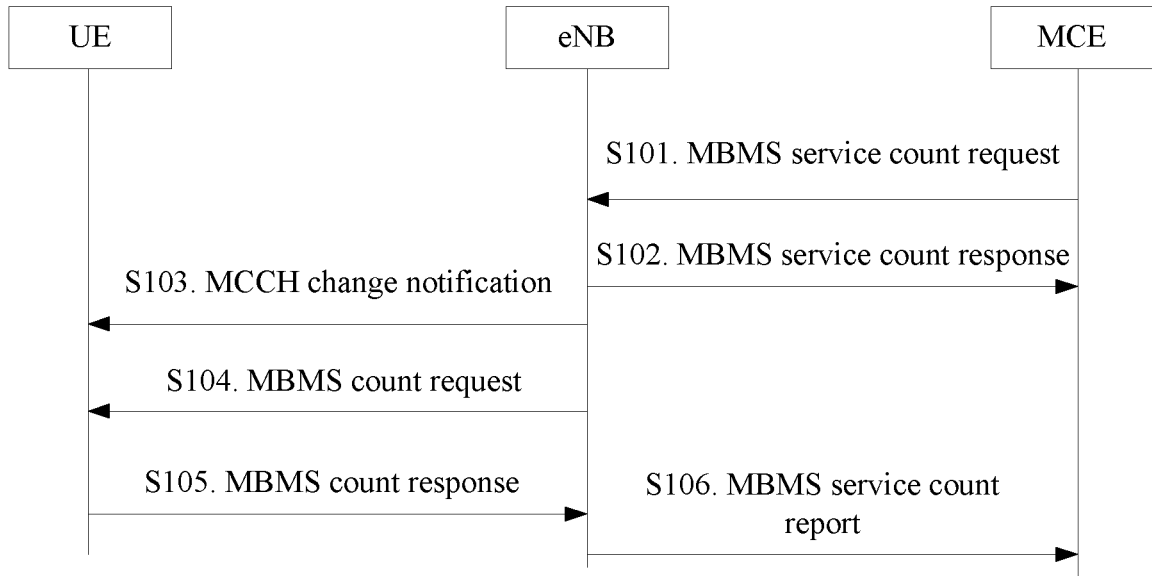 UE
eNB
MCE
S101. MBMS service count request
S102. MBMS service count response
S103. MCCH change notification
S104. MBMS count request
S105. MBMS count response
S106. MBMS service count
report